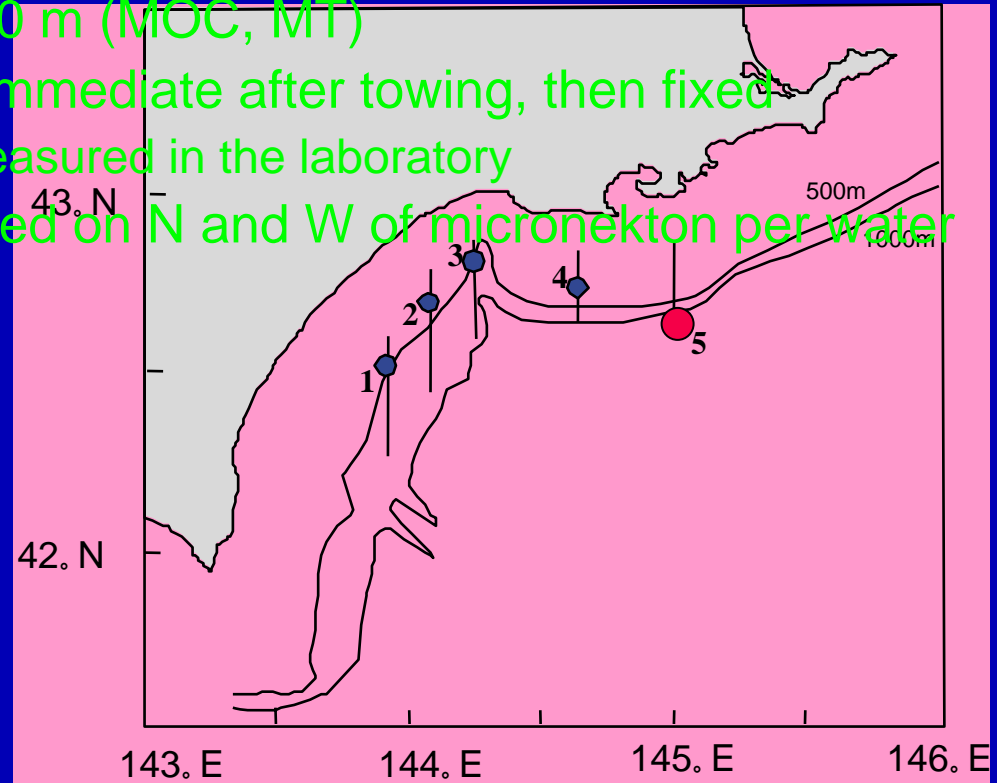 0 m (MOC, MT)
mmediate after towing, then fixed
easured in the laboratory
43°N
500m
ed on N and W of micronekton per water
1000m
3
4
2
5
1
42°N
143°E 144°E 145°E 146°E